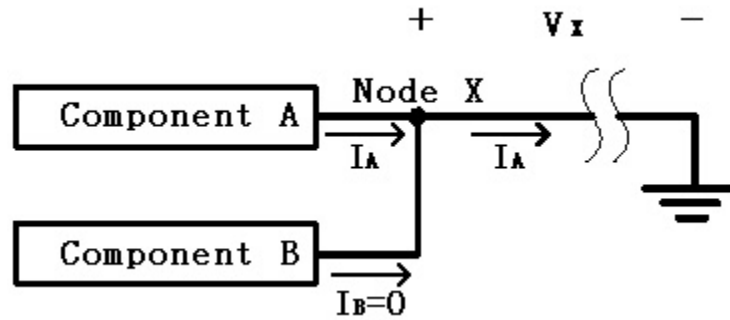 + Vx −
Node X
Component A
IA IA
Component B
IB=0